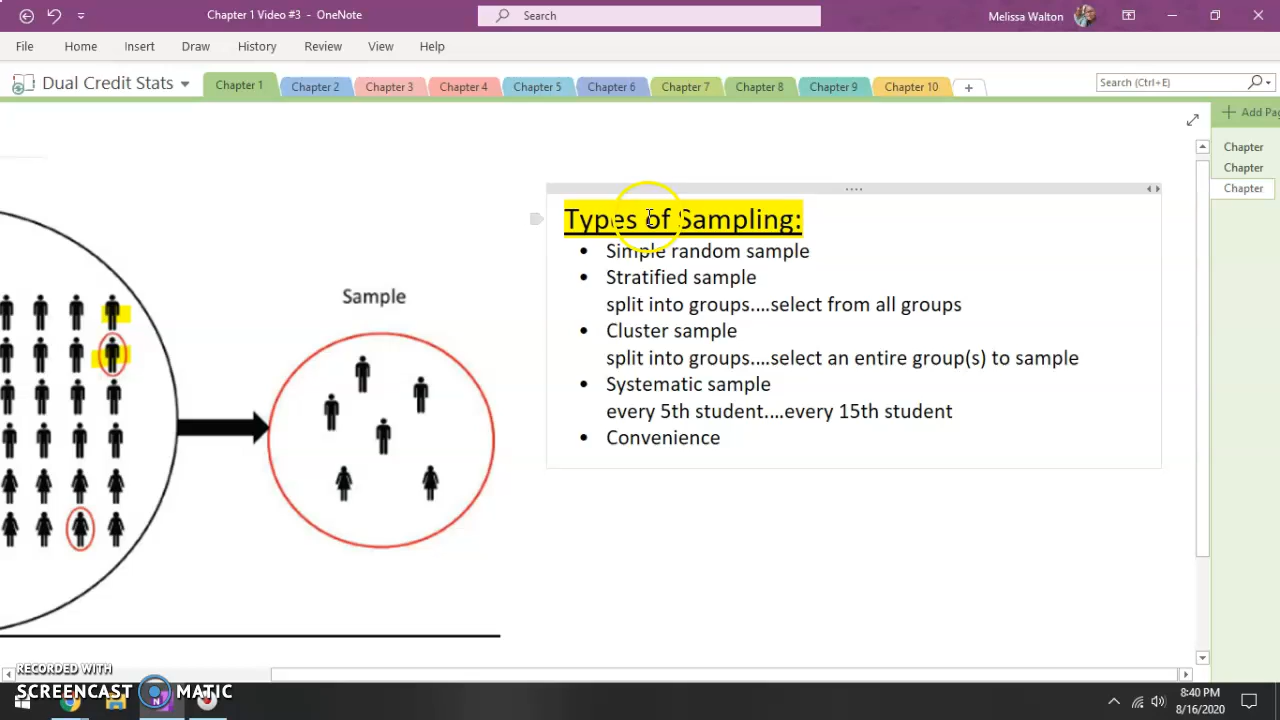 Chapter 1 Video #3 - OneNote
Search
Melissa Walton
File Home Insert Draw History Review View Help
Dual Credit Stats
Chapter 1 Chapter 2 Chapter 3 Chapter 4 Chapter 5 Chapter 6 Chapter 7 Chapter 8 Chapter 9 Chapter 10
Search (Ctrl+E)
Add Pag
Chapter
Chapter
Chapter
Sample
Types of Sampling:
• Simple random sample
• Stratified sample
split into groups....select from all groups
• Cluster sample
split into groups....select an entire group(s) to sample
• Systematic sample
every 5th student....every 15th student
• Convenience
RECORDED WITH
SCREENCAST MATIC
8:40 PM
8/16/2020